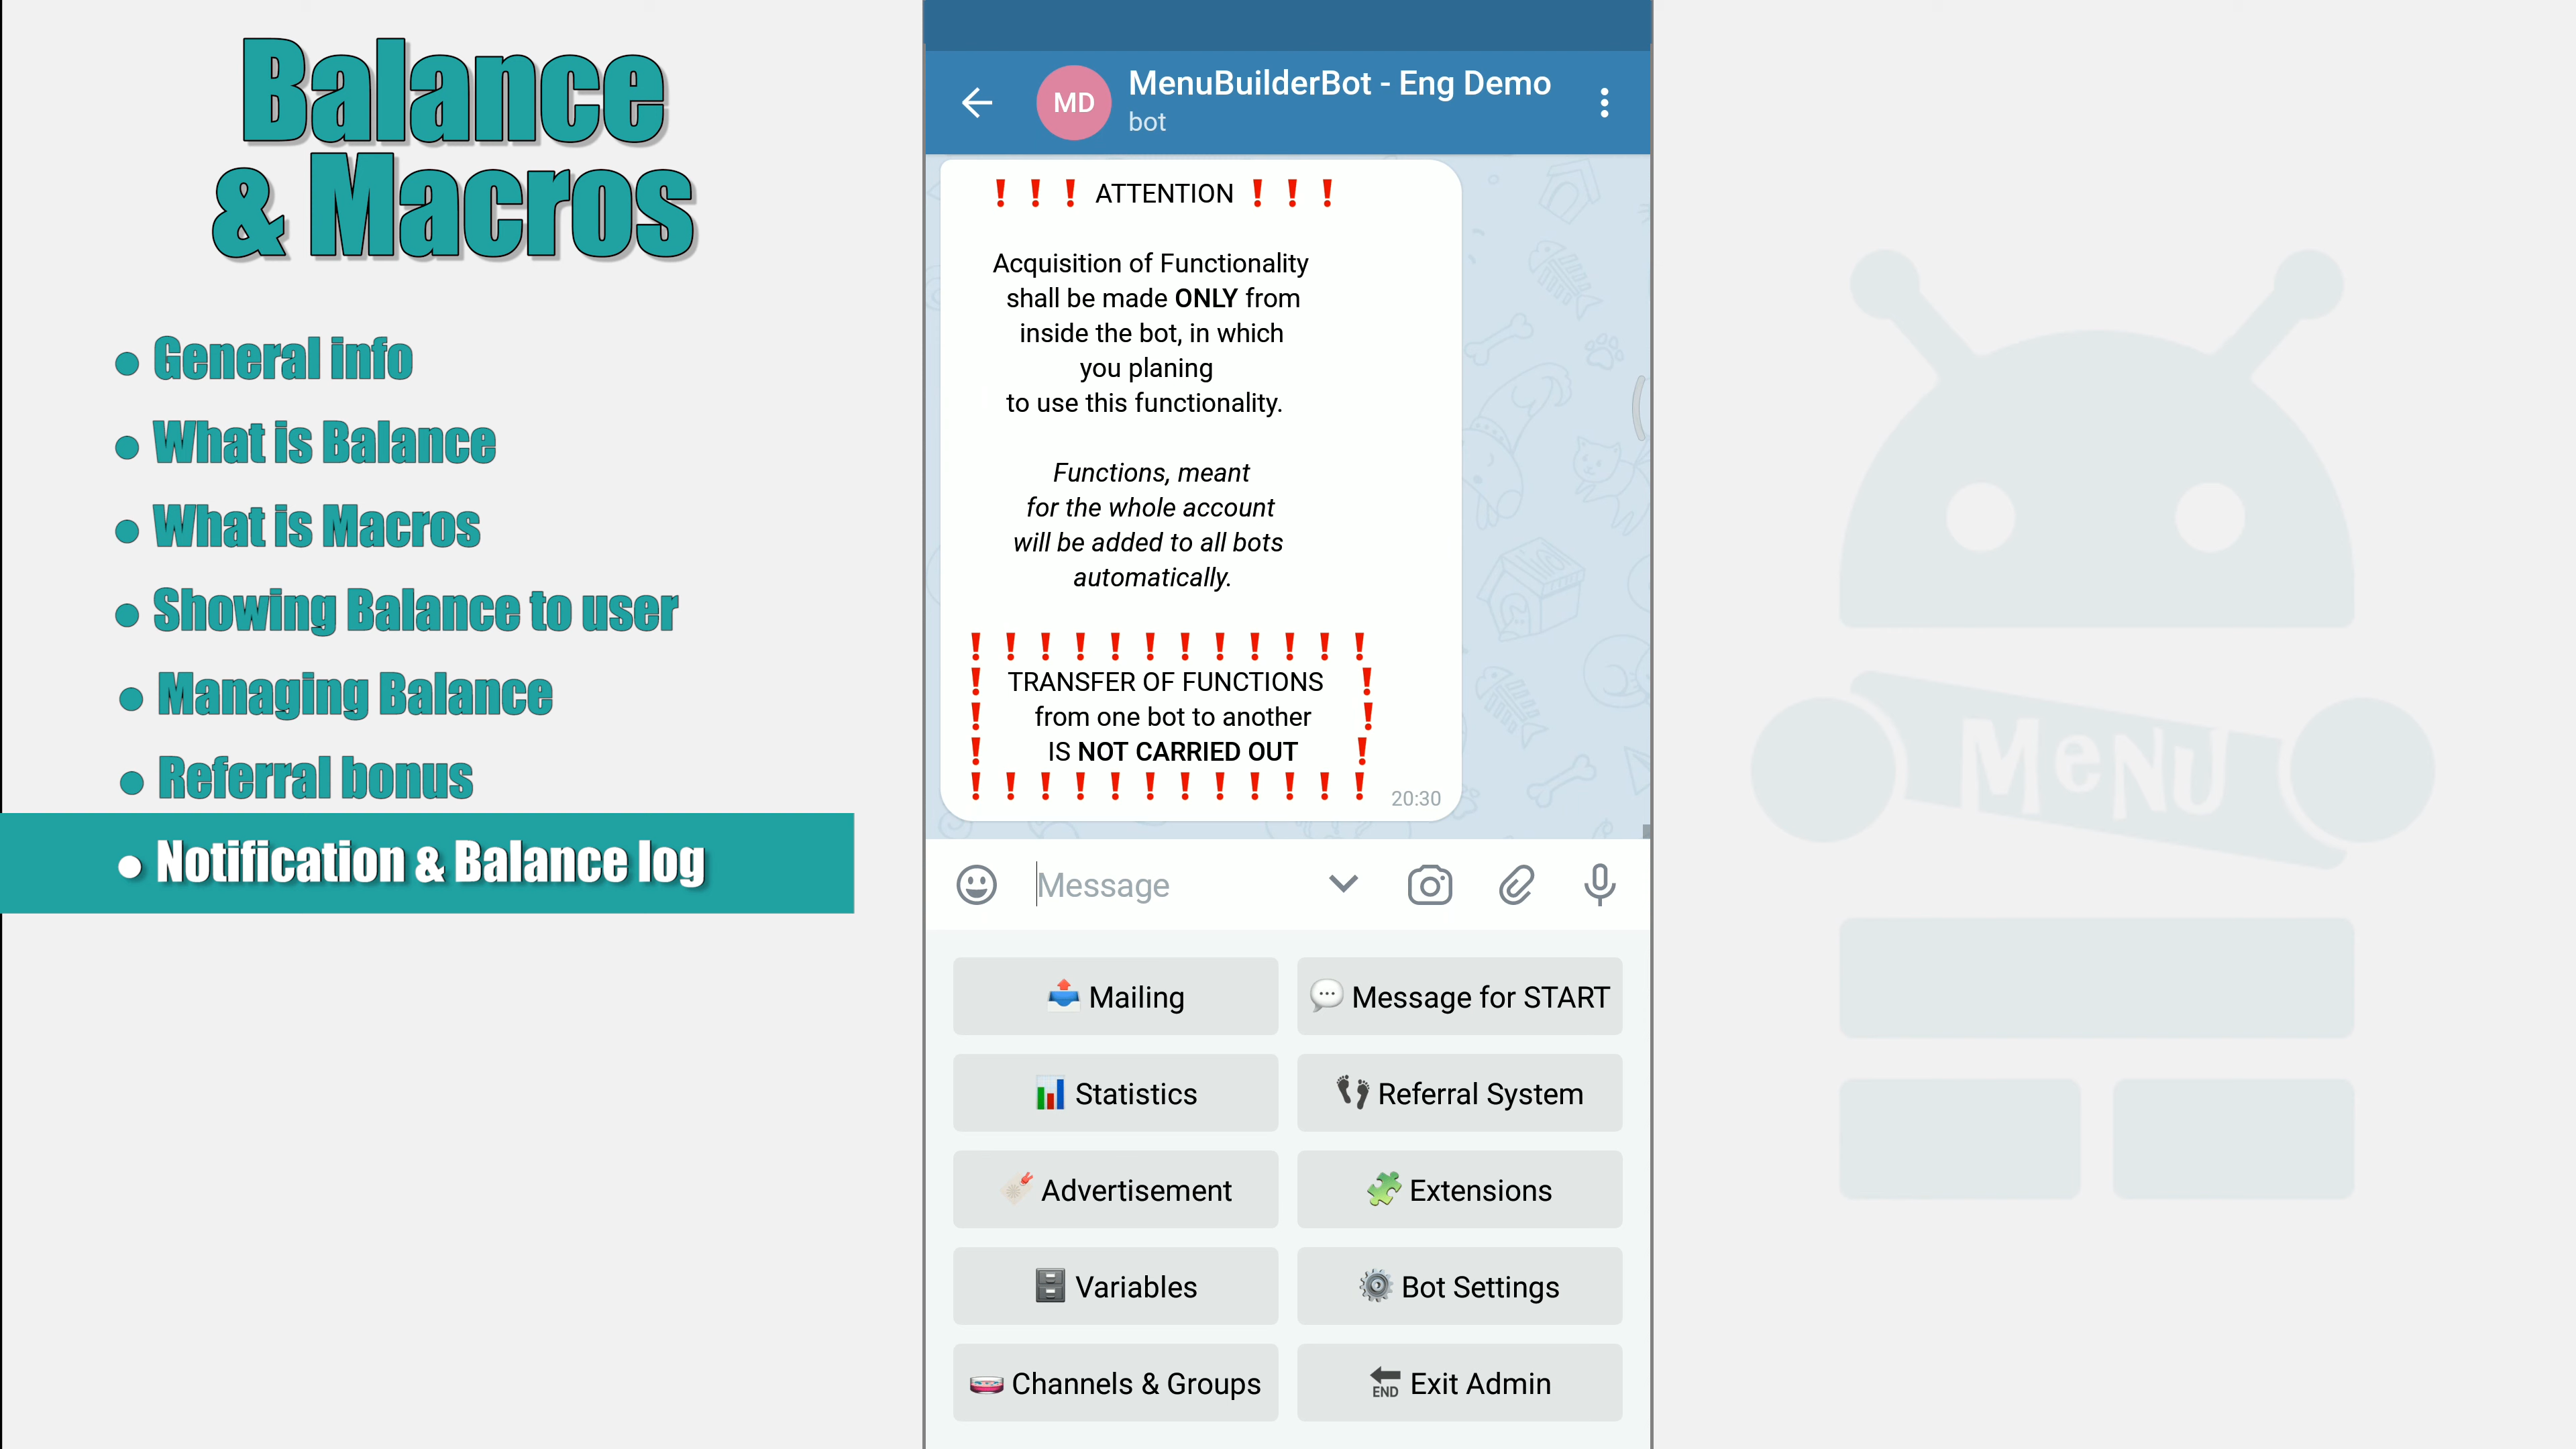 Balance
& Macros
• General info
• What is Balance
• What is Macros
• Showing Balance to user
• Managing Balance
• Referral bonus
• Notification & Balance log
MD
MenuBuilderBot - Eng Demo
bot
❗❗❗ ATTENTION ❗❗❗
Acquisition of Functionality
shall be made ONLY from
inside the bot, in which
you planing
to use this functionality.
Functions, meant
for the whole account
will be added to all bots
automatically.
❗❗❗❗❗❗❗❗❗❗❗❗
❗ TRANSFER OF FUNCTIONS ❗
❗ from one bot to another ❗
❗ IS NOT CARRIED OUT ❗
❗❗❗❗❗❗❗❗❗❗❗❗
20:30
Message
Mailing
Message for START
Statistics
Referral System
Advertisement
Extensions
Variables
Bot Settings
Channels & Groups
END Exit Admin
MeNU